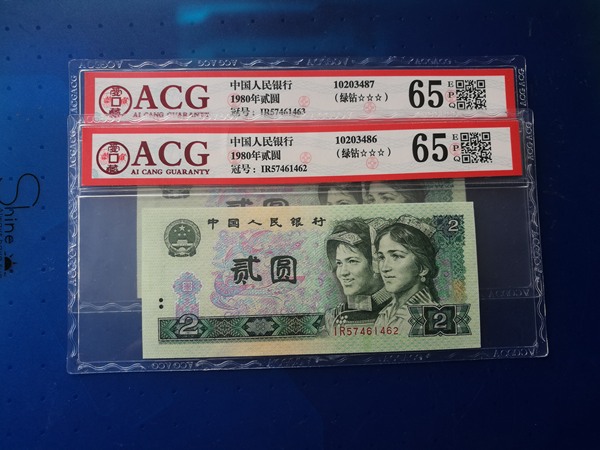 ACG
AI CANG GUARANTY
中国人民银行
1980年贰圆
冠号：IR57461463
10203487
（绿钻☆☆☆）
65
E
P
Q
ACG
AI CANG GUARANTY
中国人民银行
1980年贰圆
冠号：IR57461462
10203486
（绿钻☆☆☆）
65
E
P
Q
中国人民银行
2
贰圆
IR57461462
2
2
Shine